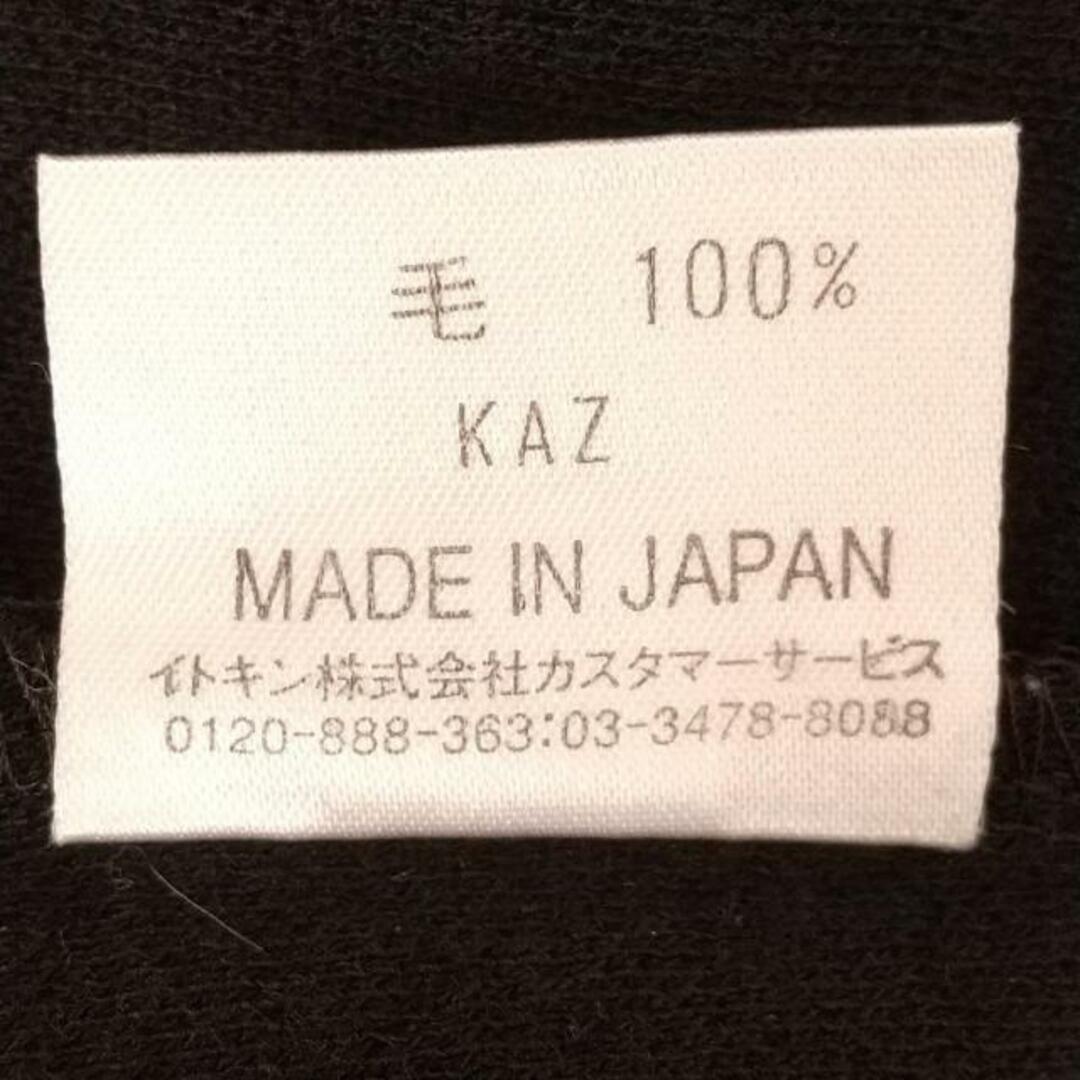 毛 100%
KAZ
MADE IN JAPAN
イトキン株式会社カスタマーサービス
0120-888-363:03-3478-8088